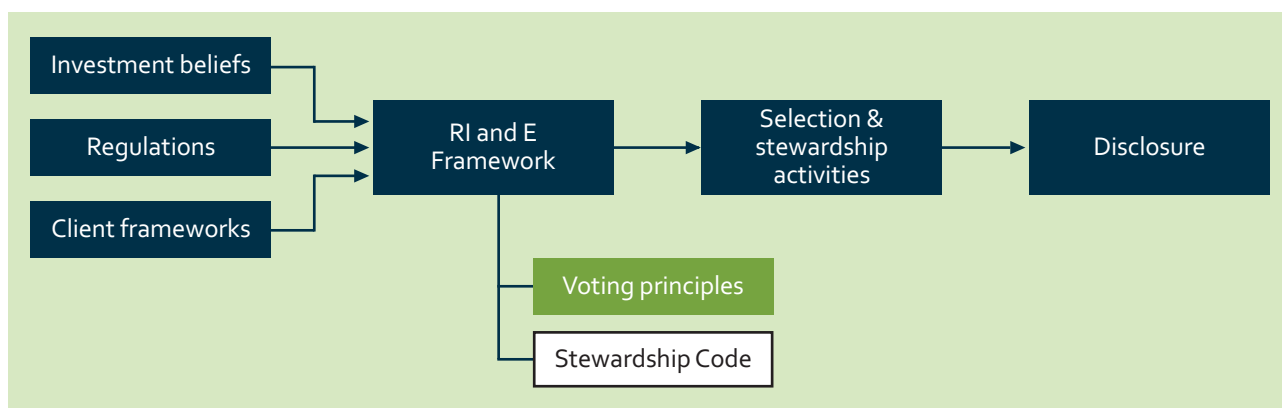 Investment beliefs
Regulations
Client frameworks
RI and E
Framework
Selection &
stewardship
activities
Disclosure
Voting principles
Stewardship Code